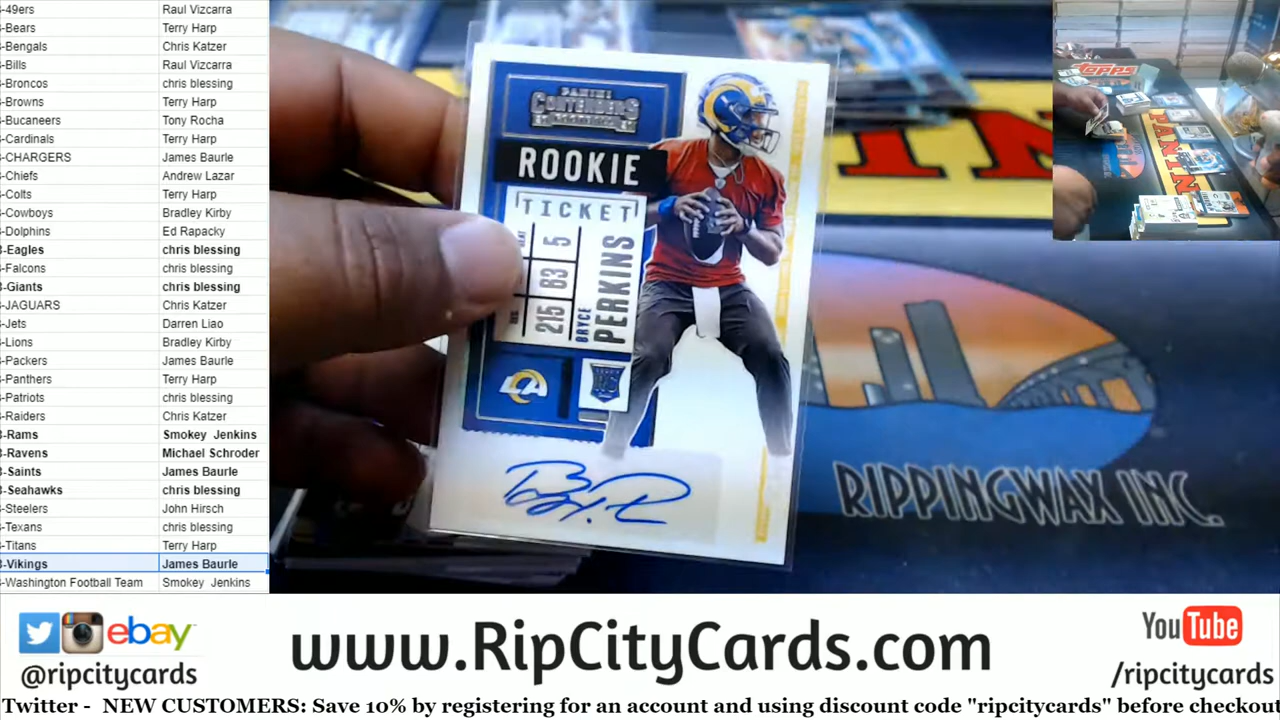 -49ers Raul Vizcarra
-Bears Terry Harp
-Bengals Chris Katzer
-Bills Raul Vizcarra
-Broncos chris blessing
-Browns Terry Harp
-Bucaneers Tony Rocha
-Cardinals Terry Harp
-CHARGERS James Baurle
-Chiefs Andrew Lazar
-Colts Terry Harp
-Cowboys Bradley Kirby
-Dolphins Ed Rapacky
-Eagles chris blessing
-Falcons chris blessing
-Giants chris blessing
-JAGUARS Chris Katzer
-Jets Darren Liao
-Lions Bradley Kirby
-Packers James Baurle
-Panthers Terry Harp
-Patriots chris blessing
-Raiders Chris Katzer
-Rams Smokey Jenkins
-Ravens Michael Schroder
-Saints James Baurle
-Seahawks chris blessing
-Steelers John Hirsch
-Texans chris blessing
-Titans Terry Harp
-Vikings James Baurle
-Washington Football Team Smokey Jenkins
PANINI
CONTENDERS
ROOKIE
TICKET
5
63
215
BRYCE
PERKINS
LA
RIPPINGWAX INC.
TOPPS
PANINI
ebay
@ripcitycards
www.RipCityCards.com
YouTube
/ripcitycards
Twitter - NEW CUSTOMERS: Save 10% by registering for an account and using discount code "ripcitycards" before checkout